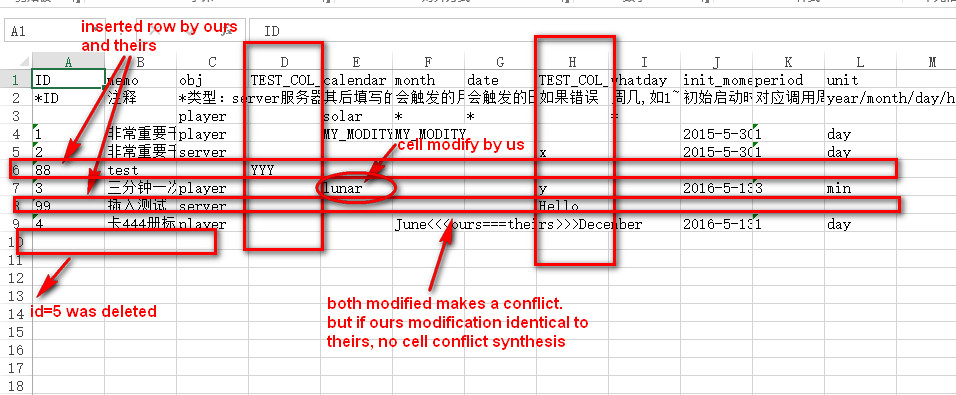 A1
ID
inserted row by ours
and theirs
A B C D E F G H I J K L M
1 ID memo obj TEST_COL_ calendar month date TEST_COL_ whatday init_mome period unit
2 *ID 注释 *类型：server服务器 其后填写的 会触发的月 会触发的日 如果错误 周几,如1~ 初始启动时 对应调用周 year/month/day/h
3 player solar * * *
4 1 非常重要于 player MY_MODITY MY_MODITY 2015-5-30 1 day
cell modify by us
5 2 非常重要于 server x 2015-5-30 1 day
6 88 test YYY
7 3 三分钟一次 player lunar y 2016-5-13 3 min
8 99 插入测试 server Hello
9 4 卡444册标 player June<<<ours===theirs>>>December 2016-5-13 1 day
10
11
12
13
14
15
16
17
18
id=5 was deleted
both modified makes a conflict.
but if ours modification identical to
theirs, no cell conflict synthesis